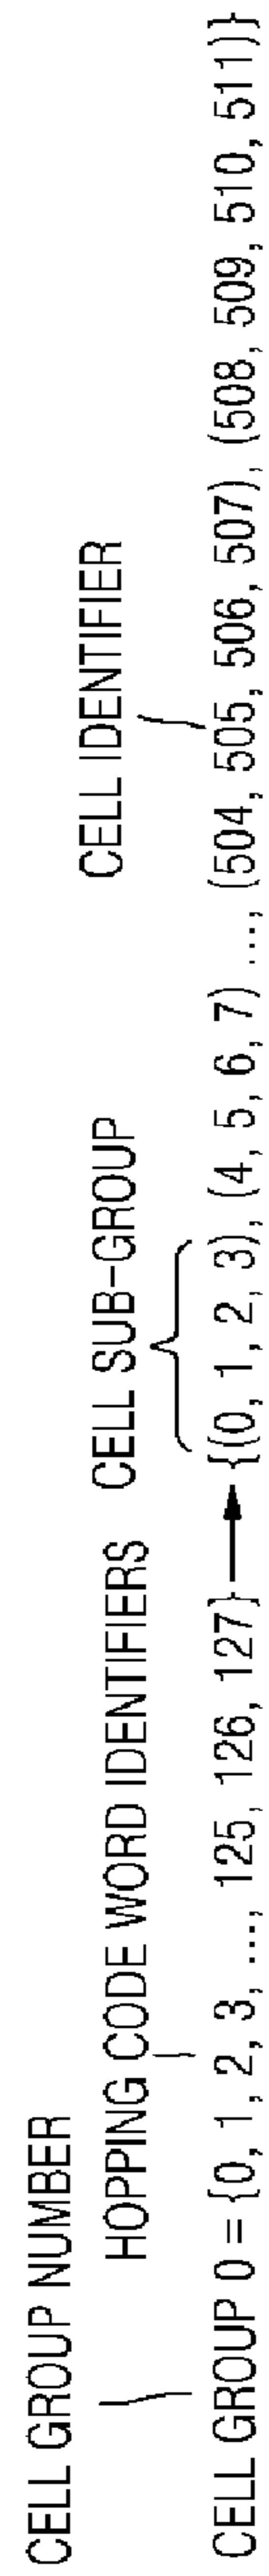 CELL GROUP NUMBER
HOPPING CODE WORD IDENTIFIERS
CELL SUB-GROUP
CELL IDENTIFIER
CELL GROUP 0 = {0, 1, 2, 3, ..., 125, 126, 127} → {(0, 1, 2, 3), (4, 5, 6, 7) ..., (504, 505, 506, 507), (508, 509, 510, 511)}